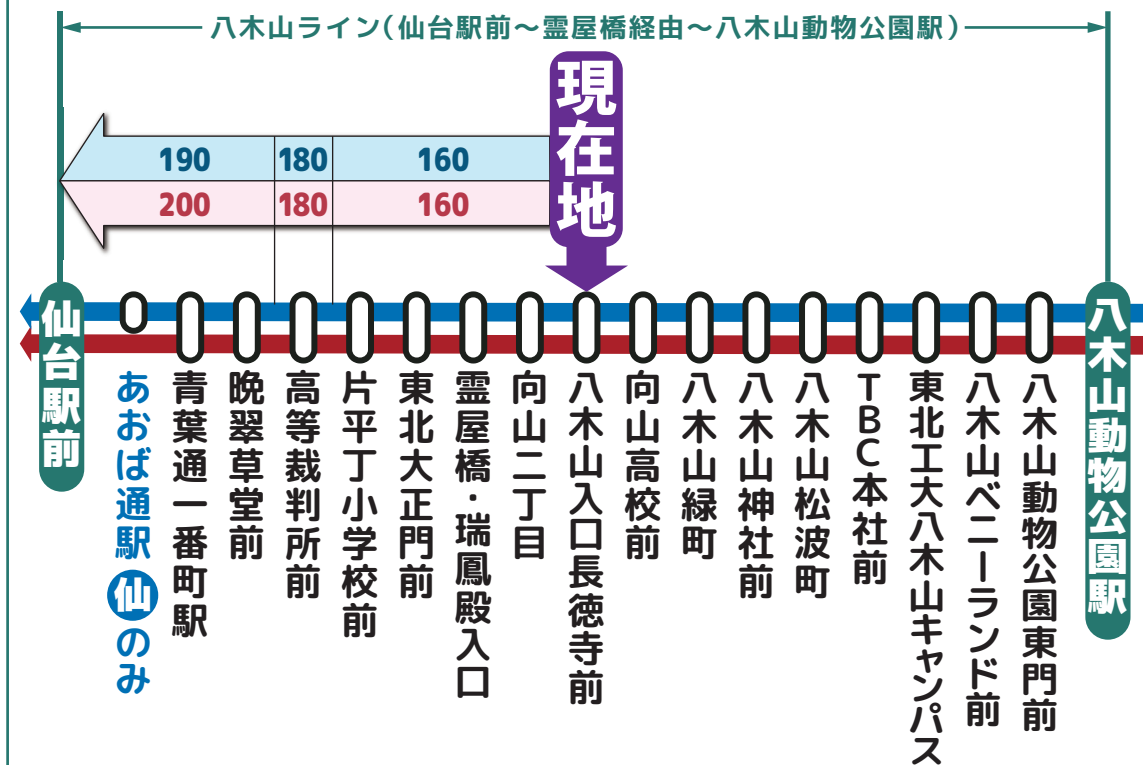 八木山ライン(仙台駅前～霊屋橋経由～八木山動物公園駅)
現在地
190 180 160
200 180 160
仙台駅前
あおば通駅 仙 のみ
青葉通一番町駅
晩翠草堂前
高等裁判所前
片平丁小学校前
東北大正門前
霊屋橋・瑞鳳殿入口
向山二丁目
八木山入口長徳寺前
向山高校前
八木山緑町
八木山神社前
八木山松波町
TBC本社前
東北工大八木山キャンパス
八木山ベニーランド前
八木山動物公園東門前
八木山動物公園駅